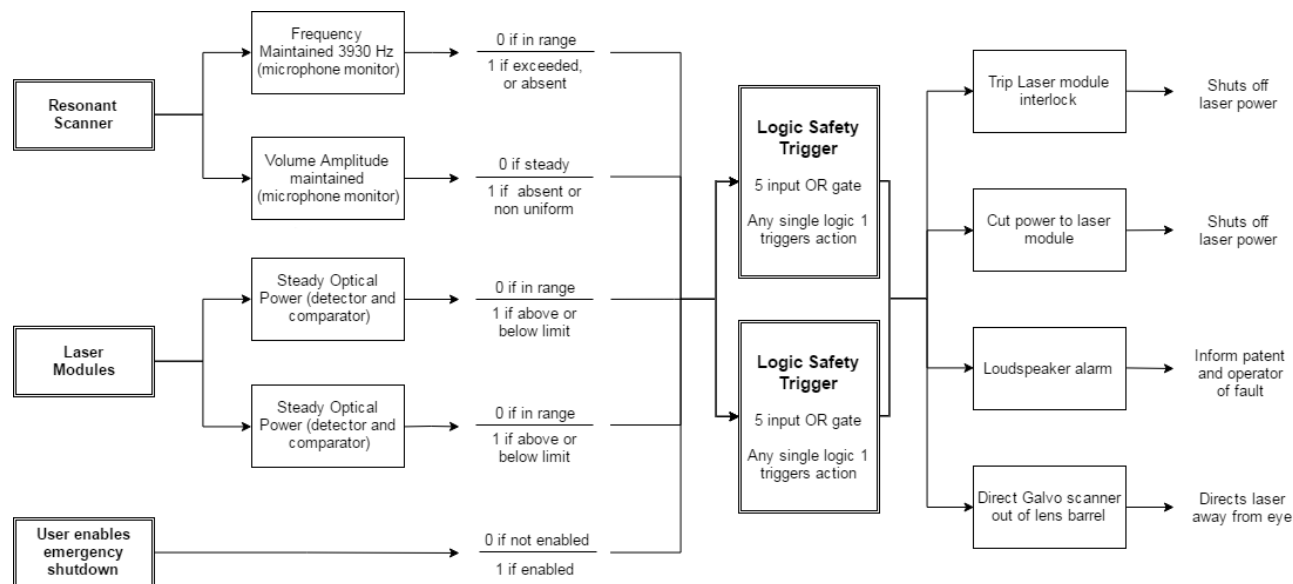 Resonant
Scanner
Frequency
Maintained 3930 Hz
(microphone monitor)
0 if in range
1 if exceeded,
or absent
Volume Amplitude
maintained
(microphone monitor)
0 if steady
1 if absent or
non uniform
Laser
Modules
Steady Optical
Power (detector and
comparator)
0 if in range
1 if above or
below limit
Steady Optical
Power (detector and
comparator)
0 if in range
1 if above or
below limit
User enables
emergency
shutdown
0 if not enabled
1 if enabled
Logic Safety
Trigger
5 input OR gate
Any single logic 1
triggers action
Logic Safety
Trigger
5 input OR gate
Any single logic 1
triggers action
Trip Laser module
interlock
Shuts off
laser power
Cut power to laser
module
Shuts off
laser power
Loudspeaker alarm
Inform patent
and operator
of fault
Direct Galvo scanner
out of lens barrel
Directs laser
away from eye